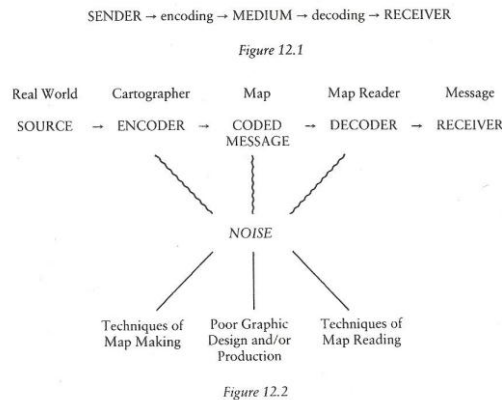 SENDER → encoding → MEDIUM → decoding → RECEIVER
Figure 12.1
Real World Cartographer Map Map Reader Message
SOURCE → ENCODER → CODED → DECODER → RECEIVER
MESSAGE
NOISE
Techniques of Poor Graphic Techniques of
Map Making Design and/or Map Reading
Production
Figure 12.2